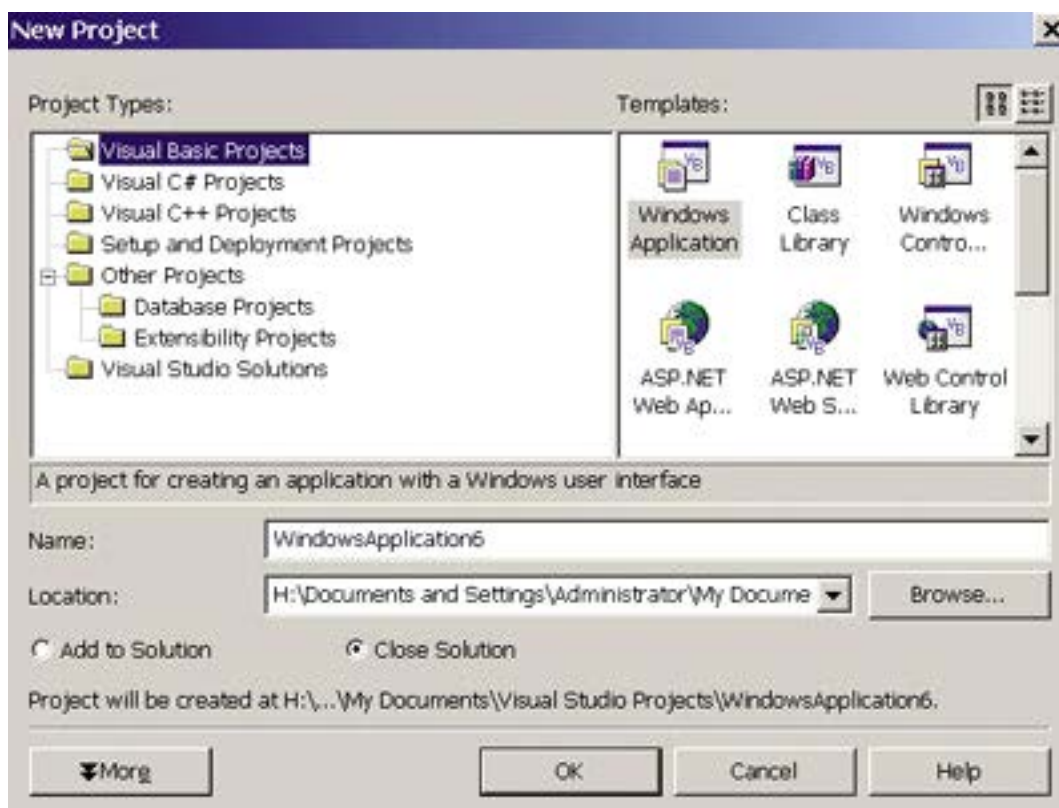 New Project
Project Types:
Templates:
Visual Basic Projects
Visual C# Projects
Visual C++ Projects
Setup and Deployment Projects
Other Projects
Database Projects
Extensibility Projects
Visual Studio Solutions
Windows Application
Class Library
Windows Contro...
ASP.NET Web Ap...
ASP.NET Web S...
Web Control Library
A project for creating an application with a Windows user interface
Name:
WindowsApplication6
Location:
H:\Documents and Settings\Administrator\My Docume
Browse...
Add to Solution
Close Solution
Project will be created at H:\...\My Documents\Visual Studio Projects\WindowsApplication6.
More
OK
Cancel
Help